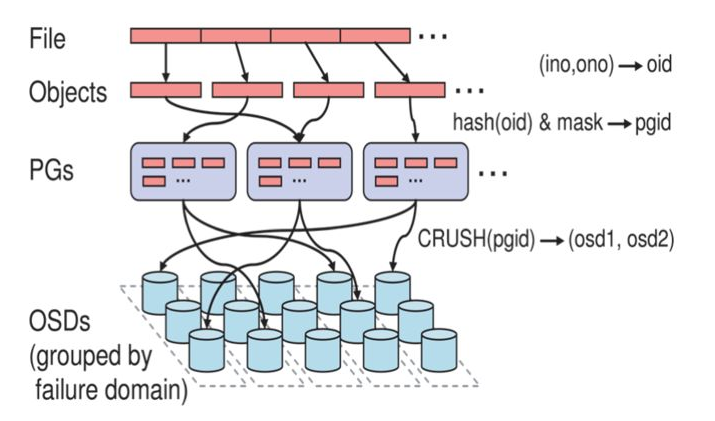 File
(ino,ono) → oid
Objects
hash(oid) & mask → pgid
PGs
CRUSH(pgid) → (osd1, osd2)
OSDs
(grouped by
failure domain)